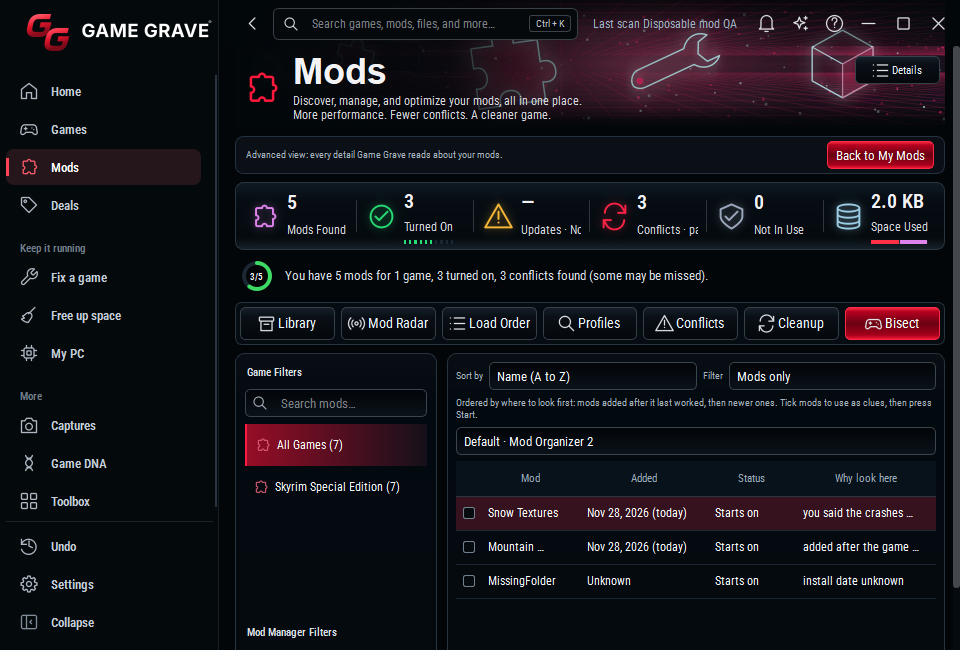 GG GAME GRAVE
Search games, mods, files, and more...
Ctrl + K
Last scan Disposable mod QA
Home
Games
Mods
Deals
Keep it running
Fix a game
Free up space
My PC
More
Captures
Game DNA
Toolbox
Undo
Settings
Collapse
Mods
Discover, manage, and optimize your mods, all in one place.
More performance. Fewer conflicts. A cleaner game.
Details
Advanced view: every detail Game Grave reads about your mods.
Back to My Mods
5
Mods Found
3
Turned On
—
Updates · Nc
3
Conflicts · pa
0
Not In Use
2.0 KB
Space Used
3/5
You have 5 mods for 1 game, 3 turned on, 3 conflicts found (some may be missed).
Library
Mod Radar
Load Order
Profiles
Conflicts
Cleanup
Bisect
Game Filters
Search mods...
All Games (7)
Skyrim Special Edition (7)
Mod Manager Filters
Sort by
Name (A to Z)
Filter
Mods only
Ordered by where to look first: mods added after it last worked, then newer ones. Tick mods to use as clues, then press
Start.
Default · Mod Organizer 2
Mod Added Status Why look here
Snow Textures Nov 28, 2026 (today) Starts on you said the crashes ...
Mountain ... Nov 28, 2026 (today) Starts on added after the game ...
MissingFolder Unknown Starts on install date unknown